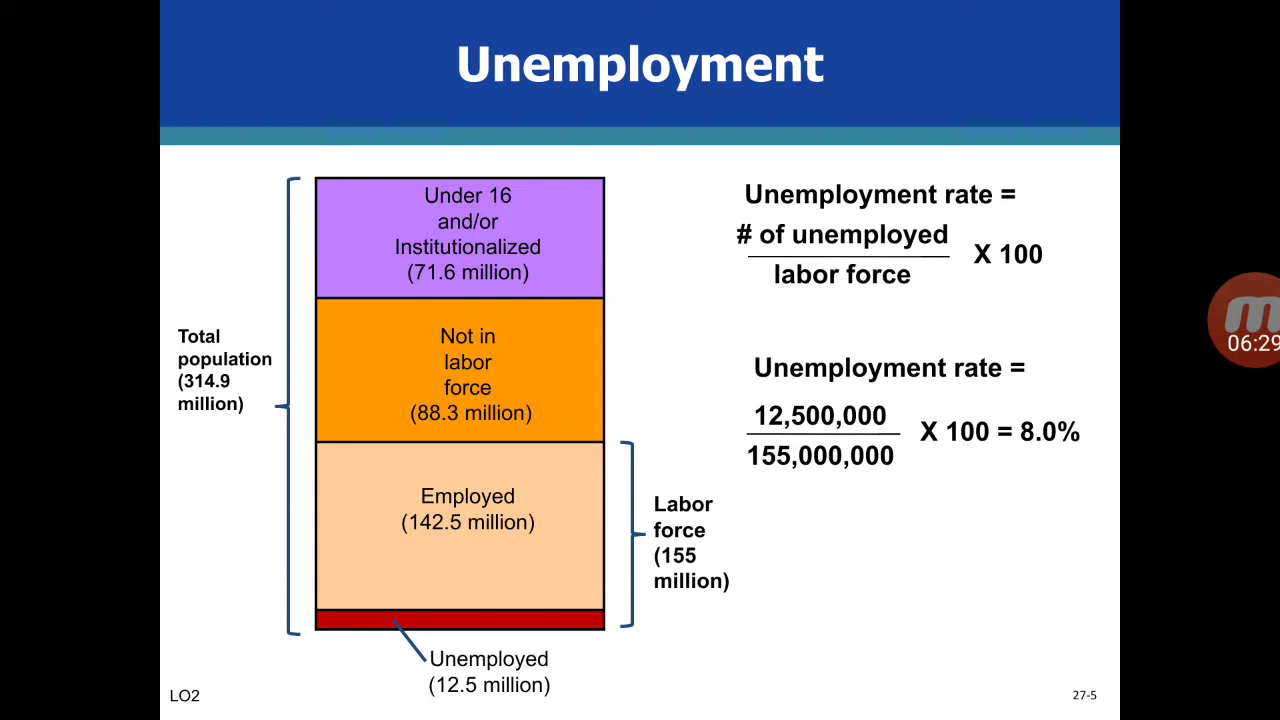 Unemployment
Under 16
and/or
Institutionalized
(71.6 million)
Not in
labor
force
(88.3 million)
Employed
(142.5 million)
Unemployed
(12.5 million)
Total
population
(314.9
million)
Labor
force
(155
million)
Unemployment rate =
# of unemployed
labor force
X 100
Unemployment rate =
12,500,000
155,000,000
X 100 = 8.0%
06:29
LO2
27-5